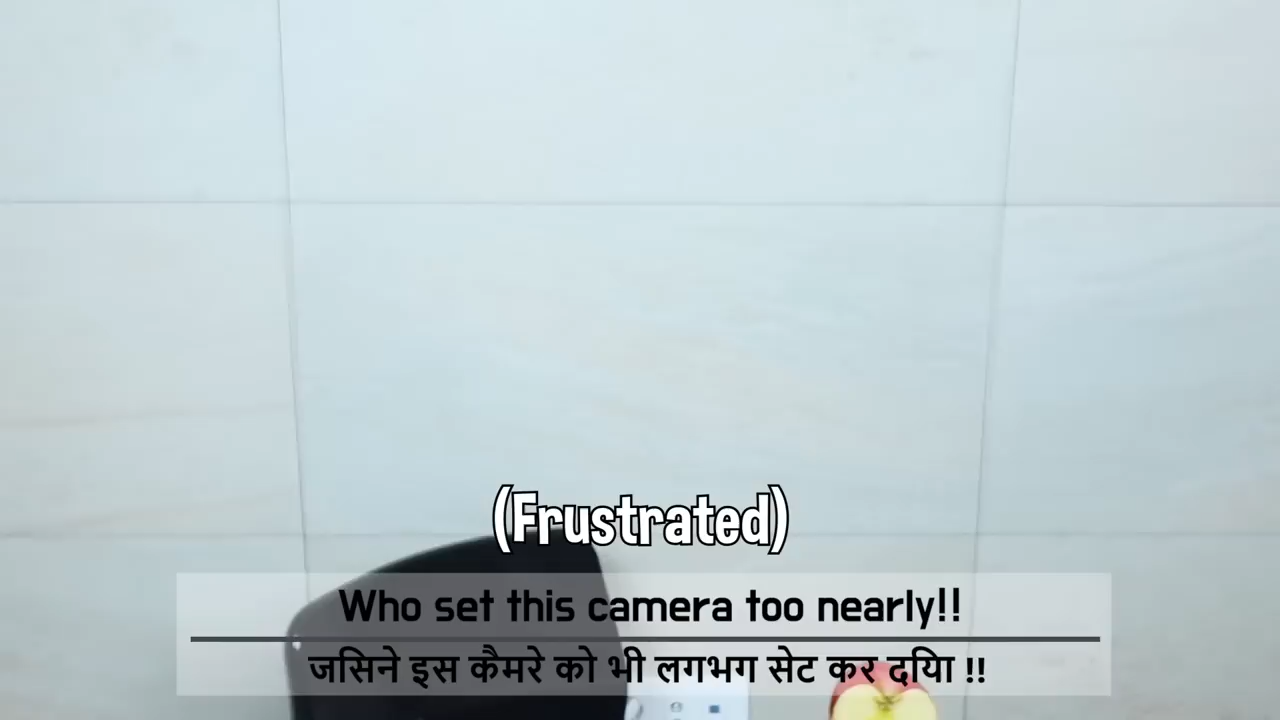 (Frustrated)
Who set this camera too nearly!!
जसिने इस कैमरे को भी लगभग सेट कर दयिा !!